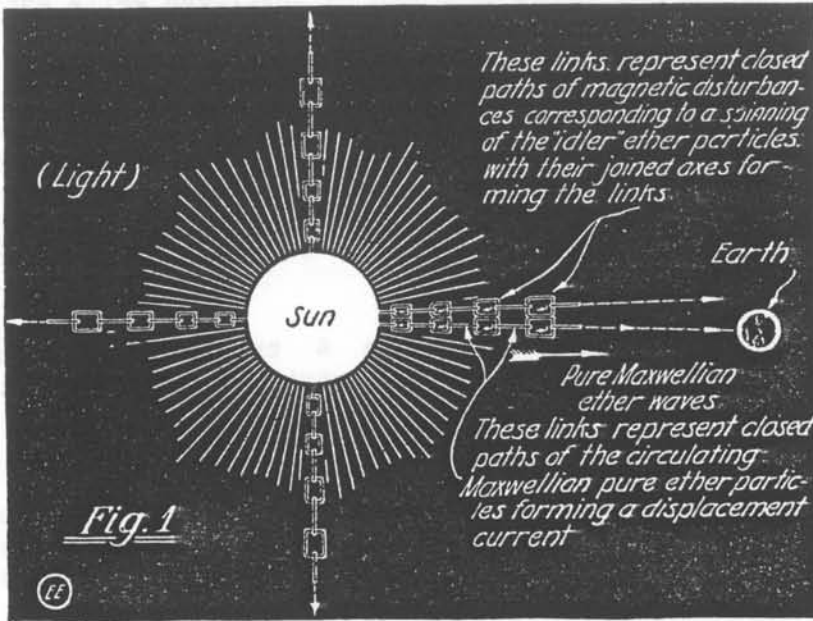 These links represent closed
paths of magnetic disturban-
ces corresponding to a spinning
of the "idler" ether particles
with their joined axes for-
ming the links
(Light)
Earth
Sun
Pure Maxwellian
ether waves
These links represent closed
paths of the circulating
Maxwellian pure ether partic-
les forming a displacement
current
Fig. 1
EE